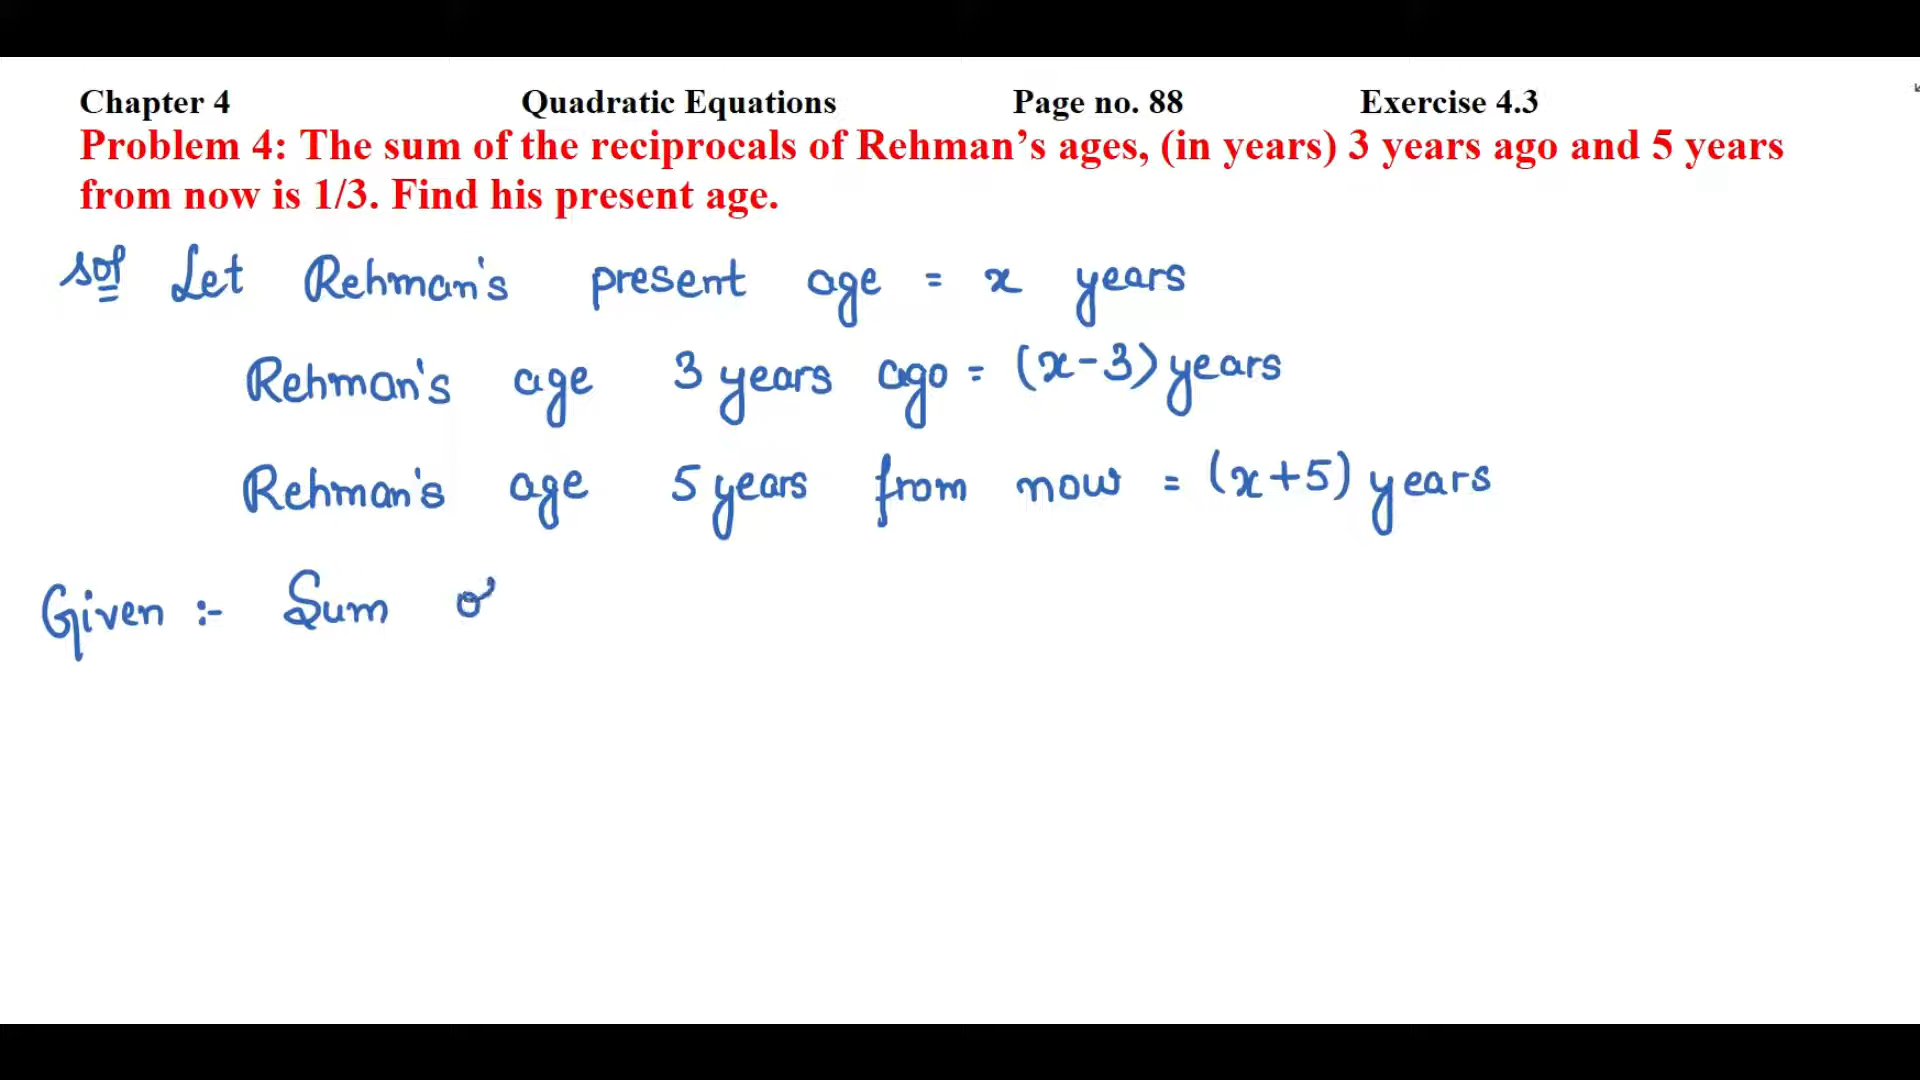 Chapter 4 Quadratic Equations Page no. 88 Exercise 4.3
Problem 4: The sum of the reciprocals of Rehman’s ages, (in years) 3 years ago and 5 years
from now is 1/3. Find his present age.
Sol Let Rehman's present age = x years
Rehman's age 3 years ago = (x-3) years
Rehman's age 5 years from now = (x+5) years
Given :- Sum o